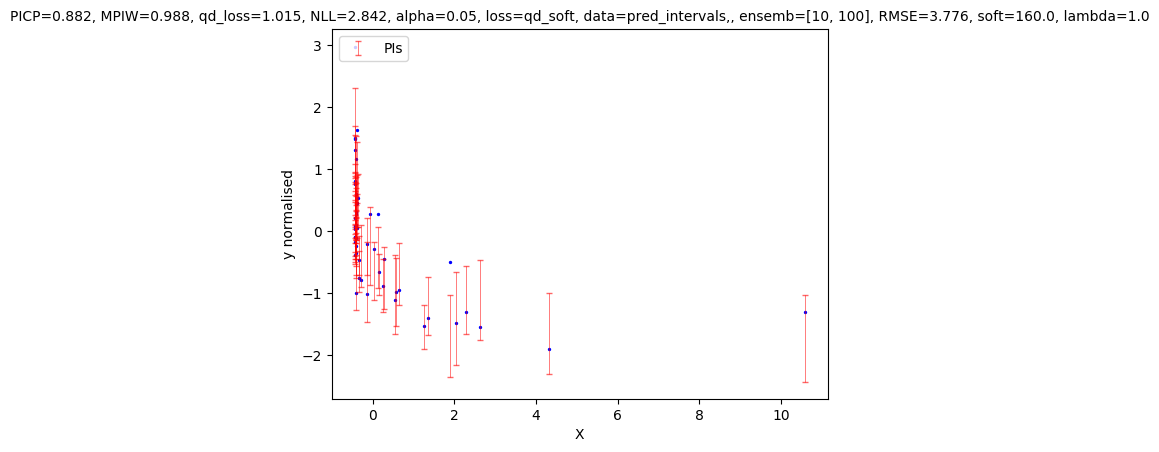 PICP=0.882, MPIW=0.988, qd_loss=1.015, NLL=2.842, alpha=0.05, loss=qd_soft, data=pred_intervals,, ensemb=[10, 100], RMSE=3.776, soft=160.0, lambda=1.0
PIs
3
2
1
0
−1
−2
y normalised
0 2 4 6 8 10
X